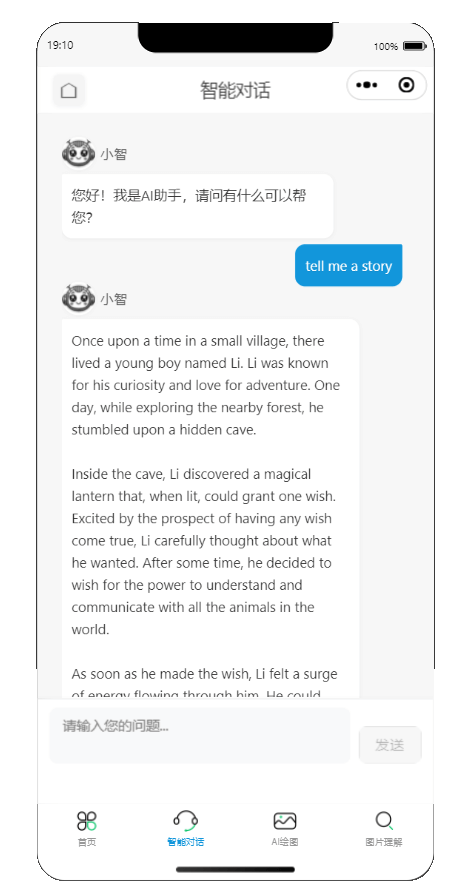 19:10
100%
智能对话
小智
您好！我是AI助手，请问有什么可以帮
您?
tell me a story
小智
Once upon a time in a small village, there
lived a young boy named Li. Li was known
for his curiosity and love for adventure. One
day, while exploring the nearby forest, he
stumbled upon a hidden cave.
Inside the cave, Li discovered a magical
lantern that, when lit, could grant one wish.
Excited by the prospect of having any wish
come true, Li carefully thought about what
he wanted. After some time, he decided to
wish for the power to understand and
communicate with all the animals in the
world.
As soon as he made the wish, Li felt a surge
of energy flowing through him. He could
请输入您的问题...
发送
首页
智能对话
AI绘图
图片理解